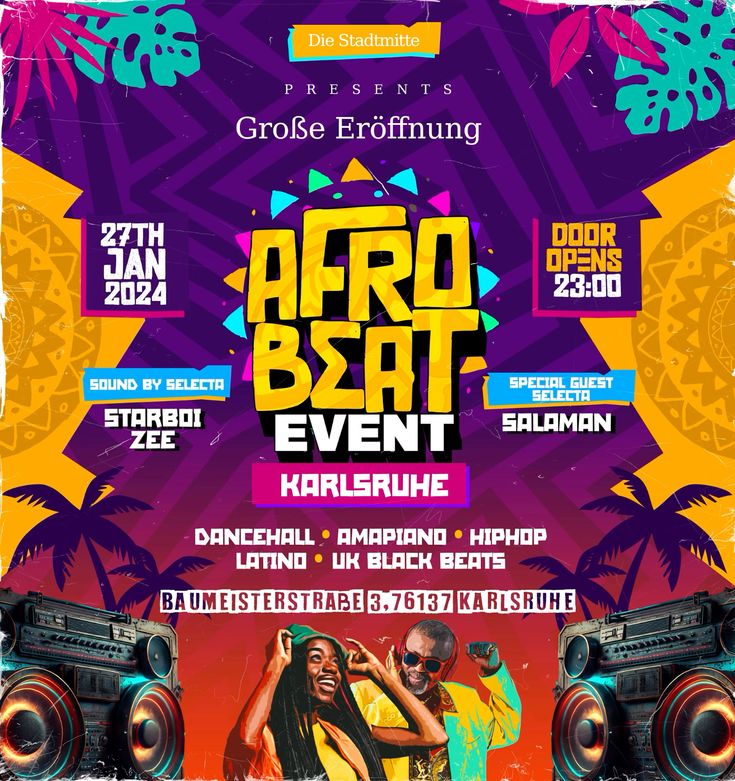 Die Stadtmitte
PRESENTS
Große Eröffnung
27TH
JAN
2024
DOOR
OPENS
23:00
AFRO
BEAT
EVENT
KARLSRUHE
SOUND BY SELECTA
STARBOI
ZEE
SPECIAL GUEST
SELECTA
SALAMAN
DANCEHALL • AMAPIANO • HIPHOP
LATINO • UK BLACK BEATS
BAUMEISTERSTRAßE 3,76137 KARLSRUHE